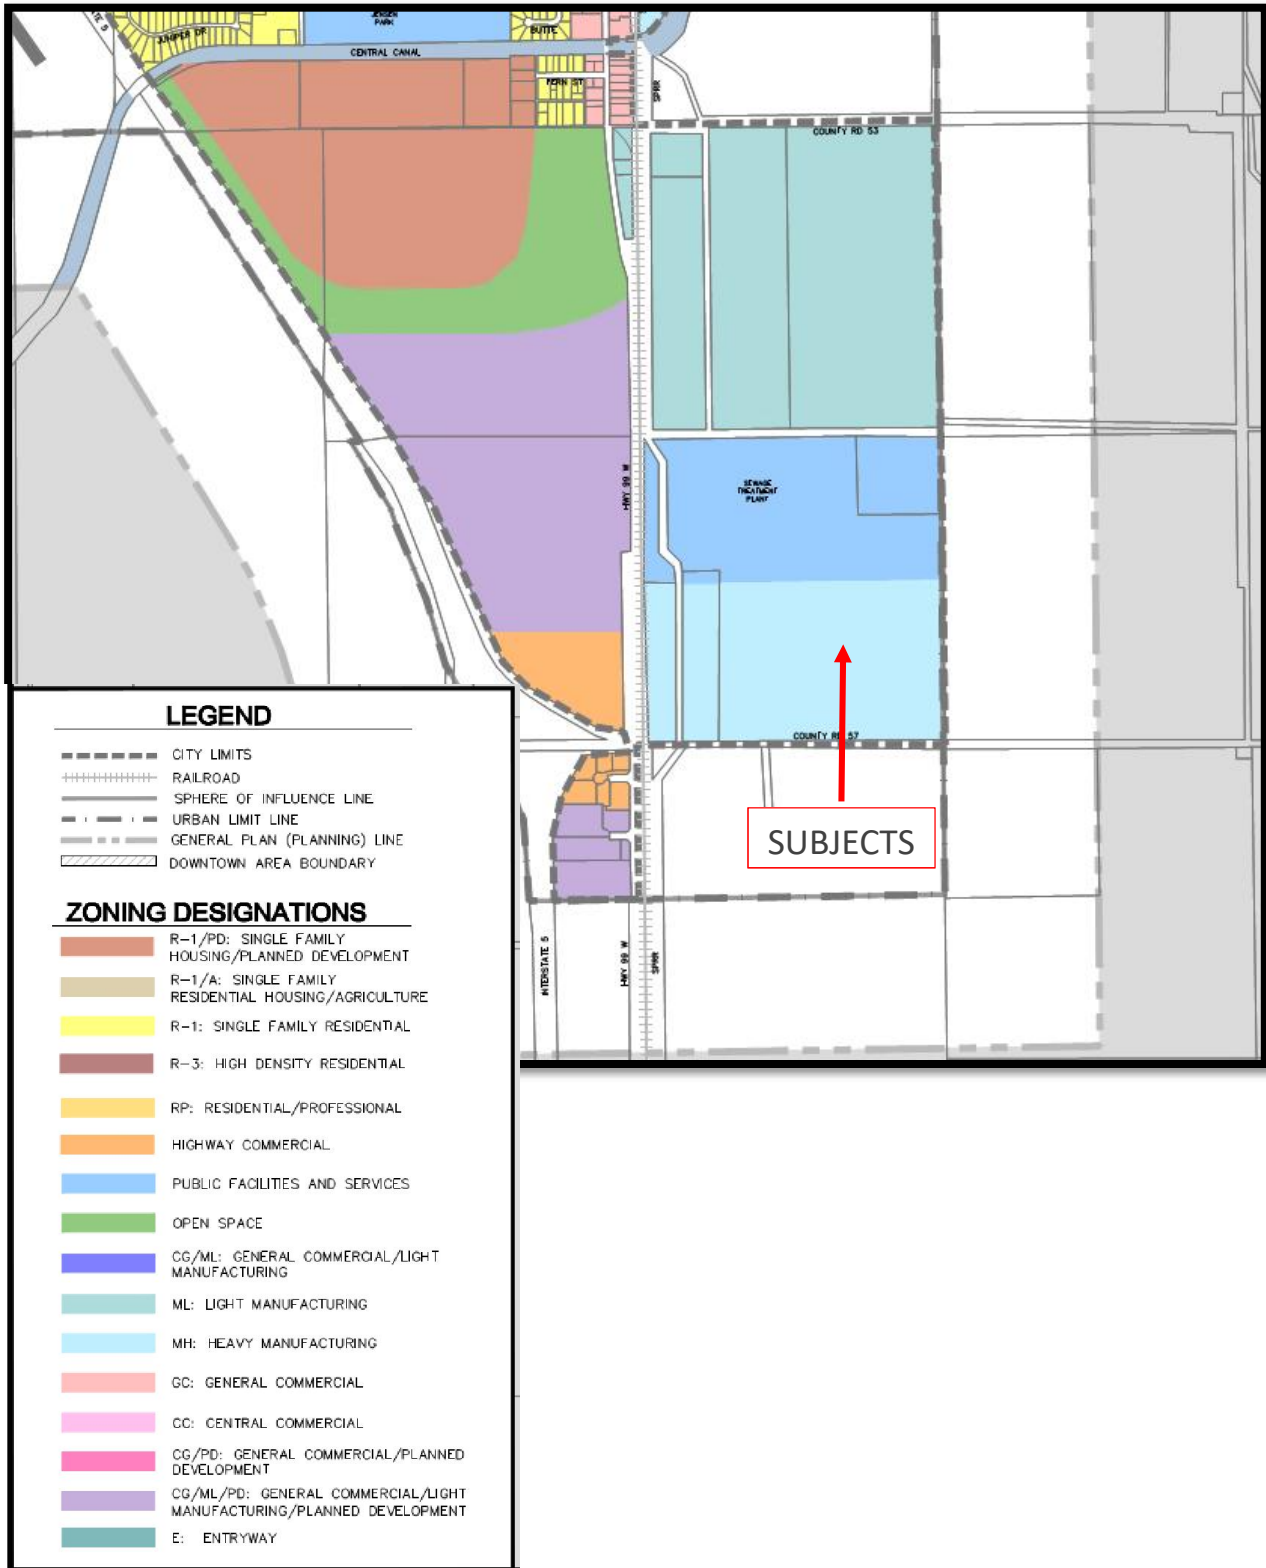 JENSEN
PARK
BUTTE
JUNIPER DR
CENTRAL CANAL
FERN ST
SPRR
COUNTY RD 53
HWY 99 W
SEWAGE
TREATMENT
PLANT
COUNTY RD 57
SUBJECTS
INTERSTATE 5
HWY 99 W
SPRR
LEGEND
CITY LIMITS
RAILROAD
SPHERE OF INFLUENCE LINE
URBAN LIMIT LINE
GENERAL PLAN (PLANNING) LINE
DOWNTOWN AREA BOUNDARY
ZONING DESIGNATIONS
R-1/PD: SINGLE FAMILY
HOUSING/PLANNED DEVELOPMENT
R-1/A: SINGLE FAMILY
RESIDENTIAL HOUSING/AGRICULTURE
R-1: SINGLE FAMILY RESIDENTIAL
R-3: HIGH DENSITY RESIDENTIAL
RP: RESIDENTIAL/PROFESSIONAL
HIGHWAY COMMERCIAL
PUBLIC FACILITIES AND SERVICES
OPEN SPACE
CG/ML: GENERAL COMMERCIAL/LIGHT
MANUFACTURING
ML: LIGHT MANUFACTURING
MH: HEAVY MANUFACTURING
GC: GENERAL COMMERCIAL
CC: CENTRAL COMMERCIAL
CG/PD: GENERAL COMMERCIAL/PLANNED
DEVELOPMENT
CG/ML/PD: GENERAL COMMERCIAL/LIGHT
MANUFACTURING/PLANNED DEVELOPMENT
E: ENTRYWAY